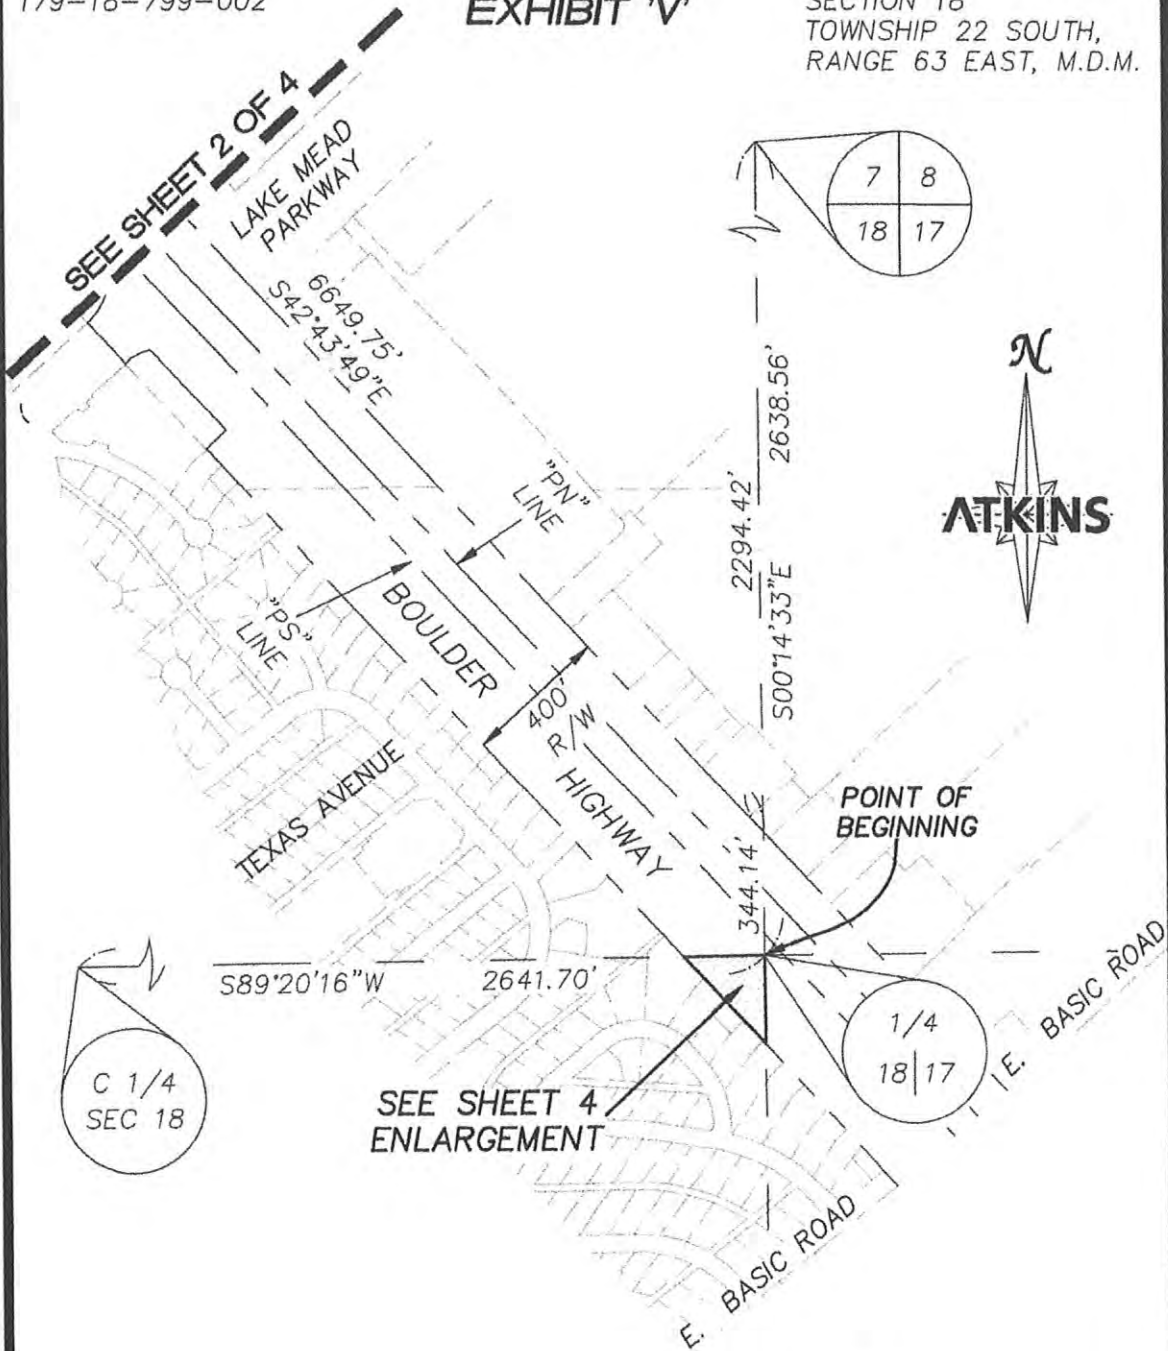 179-18-799-002
EXHIBIT 'V'
SECTION 18
TOWNSHIP 22 SOUTH,
RANGE 63 EAST, M.D.M.
SEE SHEET 2 OF 4
LAKE MEAD
PARKWAY
7 8
18 17
6649.75'
S42°43'49"E
N
ATKINS
2294.42'
2638.56'
S00°14'33"E
"PN"
LINE
"PS"
LINE
BOULDER
400'
R/W
HIGHWAY
TEXAS AVENUE
POINT OF
BEGINNING
344.14'
S89°20'16"W 2641.70'
E. BASIC ROAD
1/4
18|17
C 1/4
SEC 18
SEE SHEET 4
ENLARGEMENT
E. BASIC ROAD